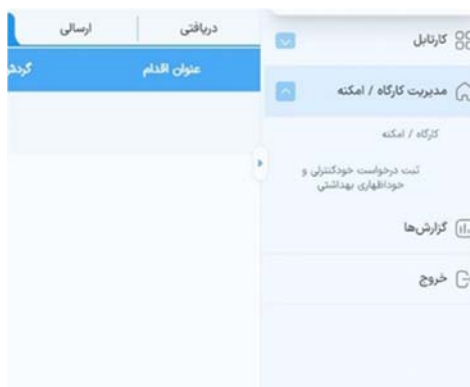 کارتابل
مدیریت کارگاه / امکنه
کارگاه / امکنه
ثبت درخواست خودکنترلی و
خوداظهاری بهداشتی
گزارش‌ها
خروج
دریافتی
ارسالی
عنوان اقدام